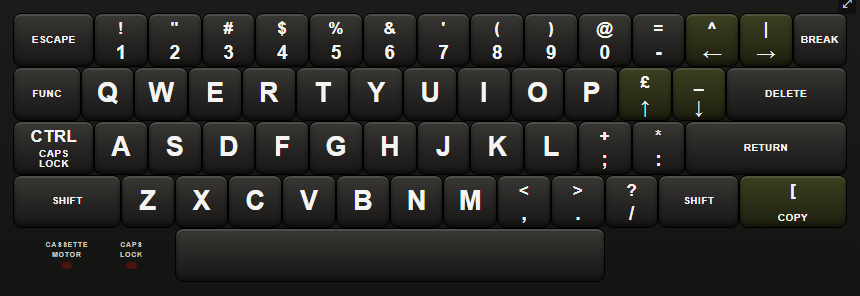 ! " # $ % & ' ( ) @ = ^ |
ESCAPE 1 2 3 4 5 6 7 8 9 0 - ← → BREAK
£ _
FUNC Q W E R T Y U I O P ↑ ↓ DELETE
CTRL + *
CAPS A S D F G H J K L ; : RETURN
LOCK
< > ? [
SHIFT Z X C V B N M , . / SHIFT COPY
CASSETTE CAPS
MOTOR LOCK